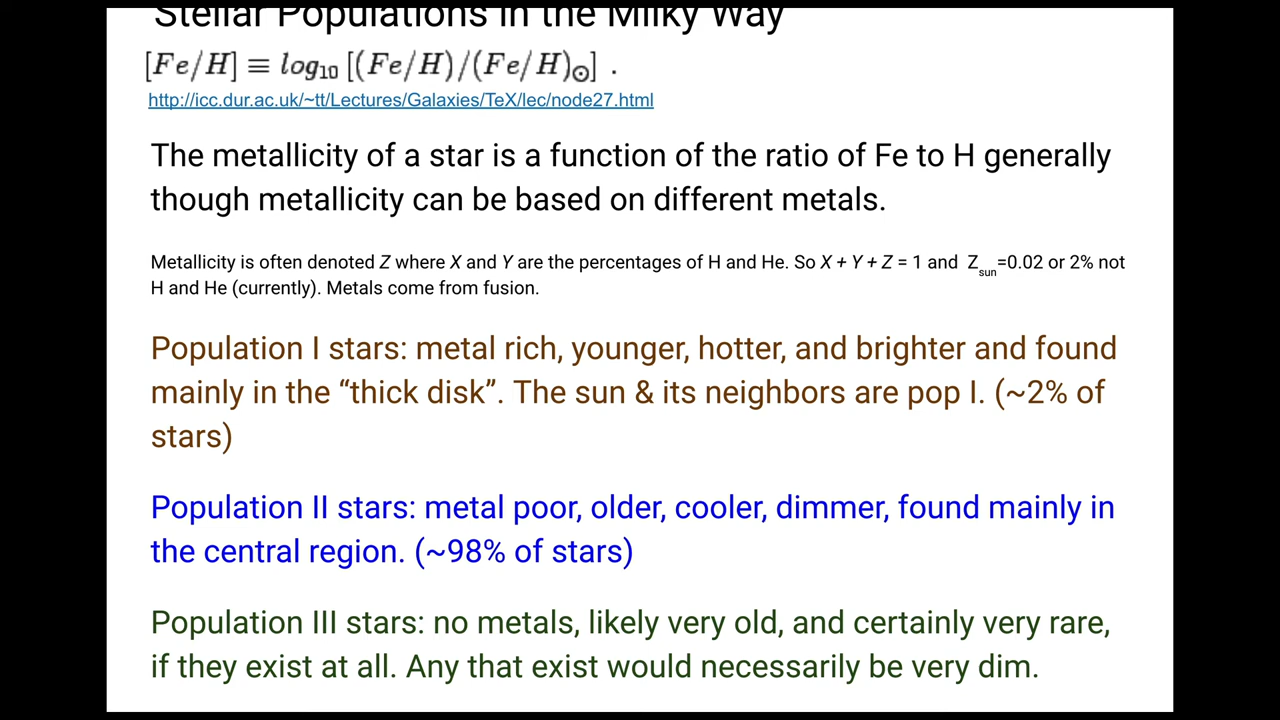 Stellar Populations in the Milky Way
[Fe/H] ≡ log₁₀ [(Fe/H)/(Fe/H)⊙] .
http://icc.dur.ac.uk/~tt/Lectures/Galaxies/TeX/lec/node27.html
The metallicity of a star is a function of the ratio of Fe to H generally
though metallicity can be based on different metals.
Metallicity is often denoted Z where X and Y are the percentages of H and He. So X + Y + Z = 1 and Zsun=0.02 or 2% not
H and He (currently). Metals come from fusion.
Population I stars: metal rich, younger, hotter, and brighter and found
mainly in the “thick disk”. The sun & its neighbors are pop I. (~2% of
stars)
Population II stars: metal poor, older, cooler, dimmer, found mainly in
the central region. (~98% of stars)
Population III stars: no metals, likely very old, and certainly very rare,
if they exist at all. Any that exist would necessarily be very dim.